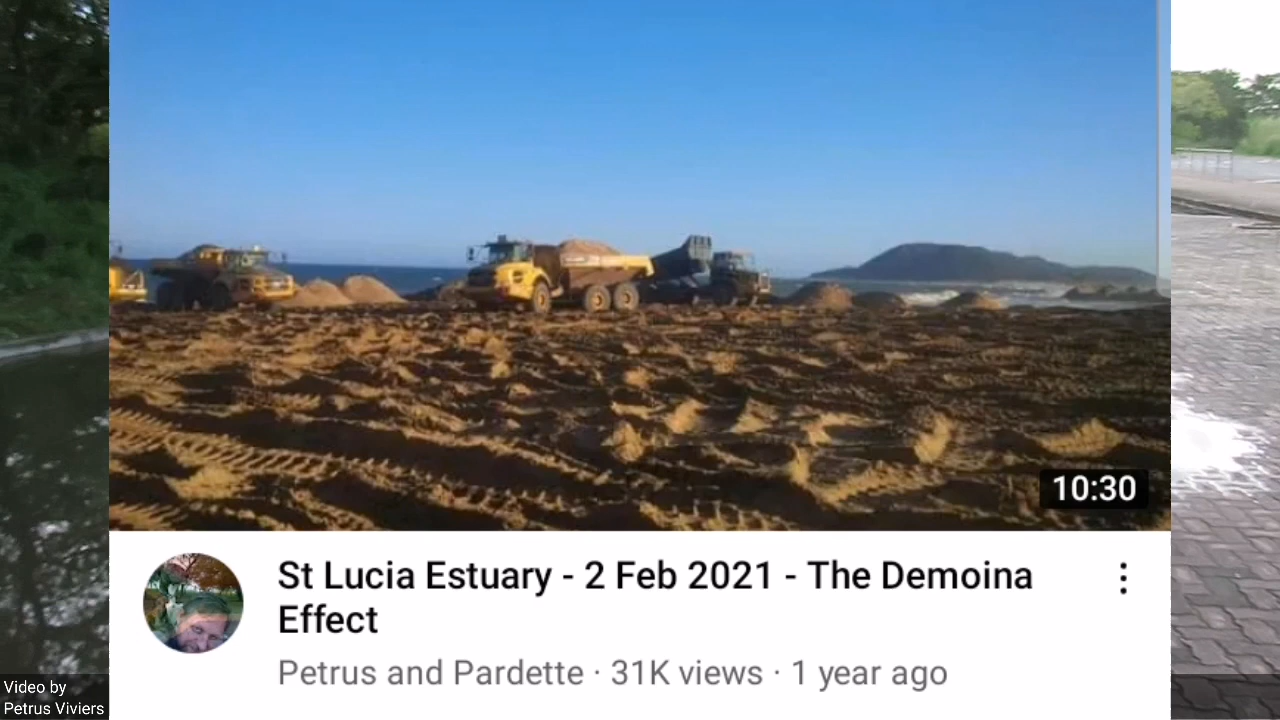 10:30
St Lucia Estuary - 2 Feb 2021 - The Demoina
Effect
Petrus and Pardette · 31K views · 1 year ago
Video by
Petrus Viviers